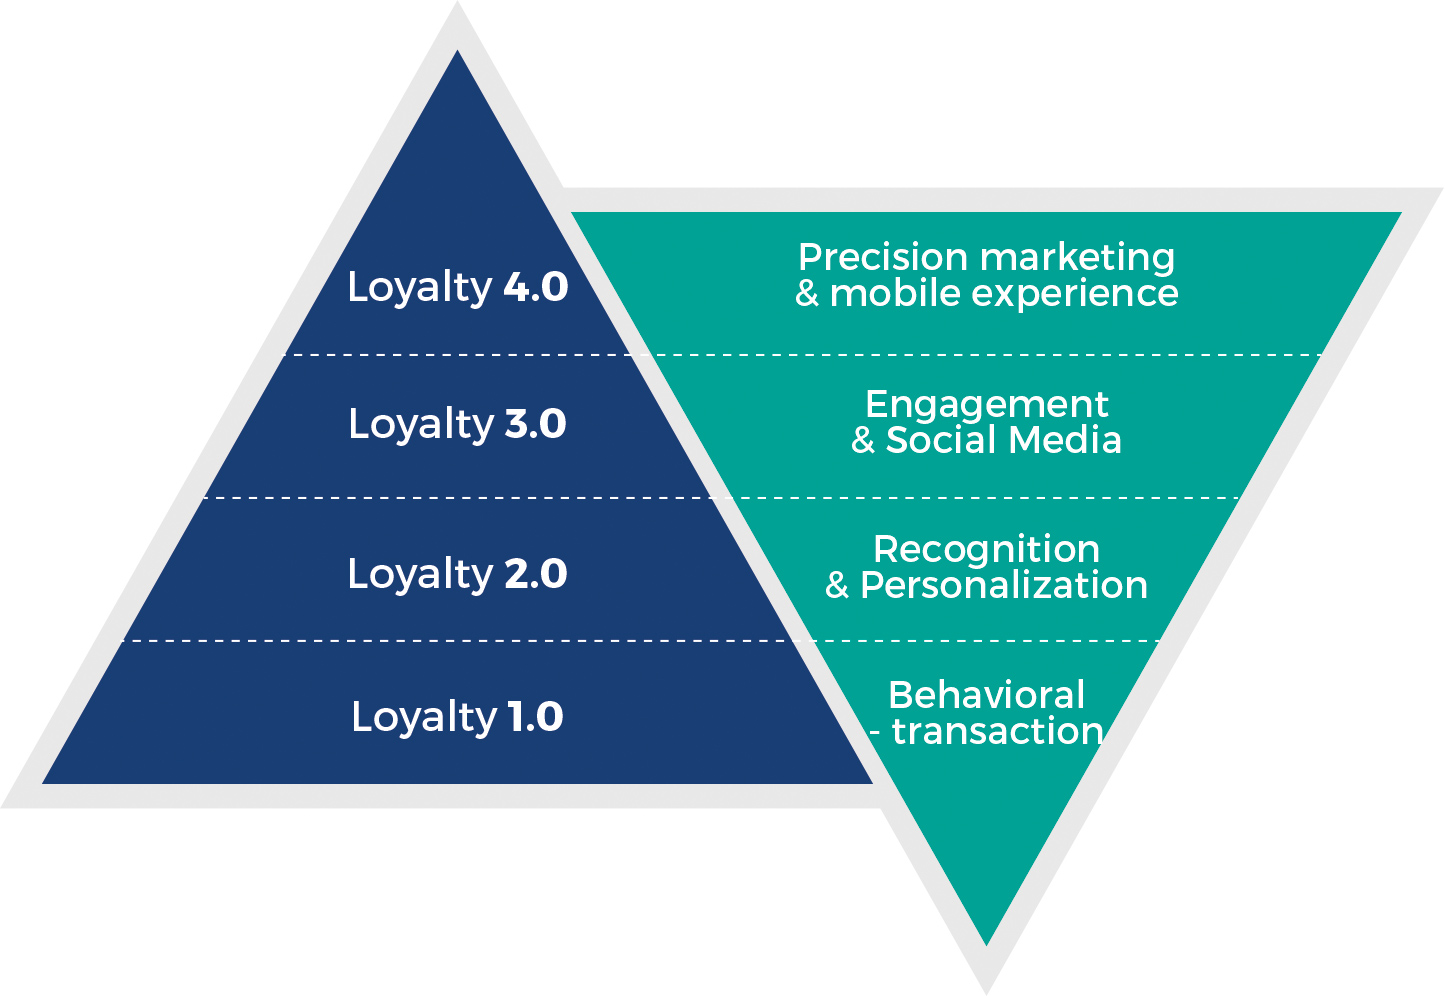 Loyalty 4.0
Precision marketing
& mobile experience
Loyalty 3.0
Engagement
& Social Media
Loyalty 2.0
Recognition
& Personalization
Loyalty 1.0
Behavioral
- transaction